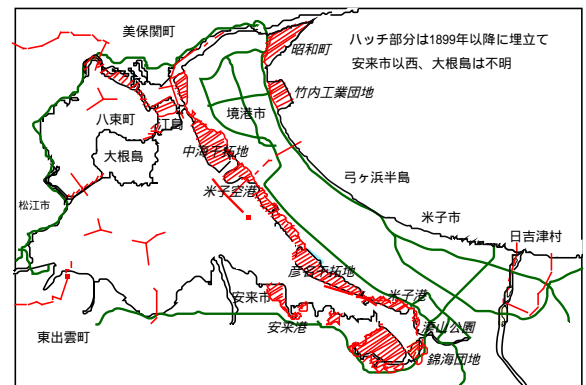 美保関町
ハッチ部分は1899年以降に埋立て
安来市以西、大根島は不明
昭和町
竹内工業団地
八束町
江島
境港市
大根島
中海干拓地
米子空港
弓ヶ浜半島
松江市
米子市
日吉津村
彦名干拓地
安来市
米子港
東出雲町
安来港
湊山公園
錦海団地